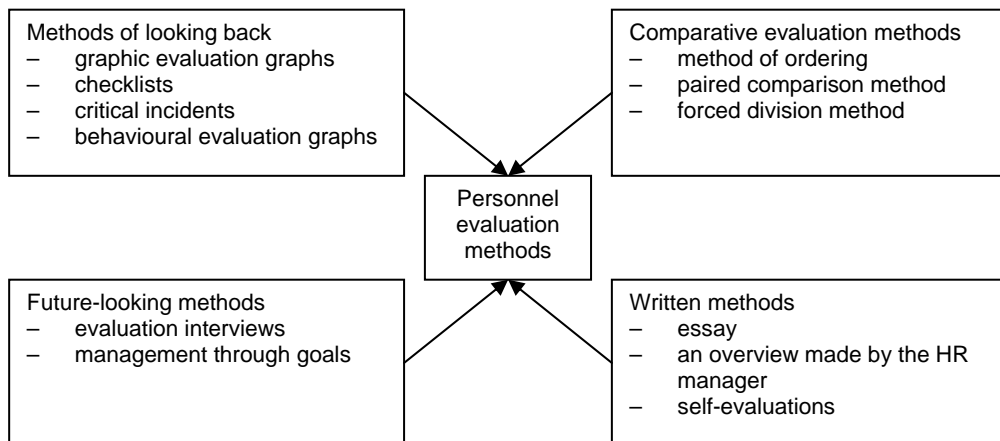 Methods of looking back
– graphic evaluation graphs
– checklists
– critical incidents
– behavioural evaluation graphs
Comparative evaluation methods
– method of ordering
– paired comparison method
– forced division method
Personnel
evaluation
methods
Future-looking methods
– evaluation interviews
– management through goals
Written methods
– essay
– an overview made by the HR
manager
– self-evaluations